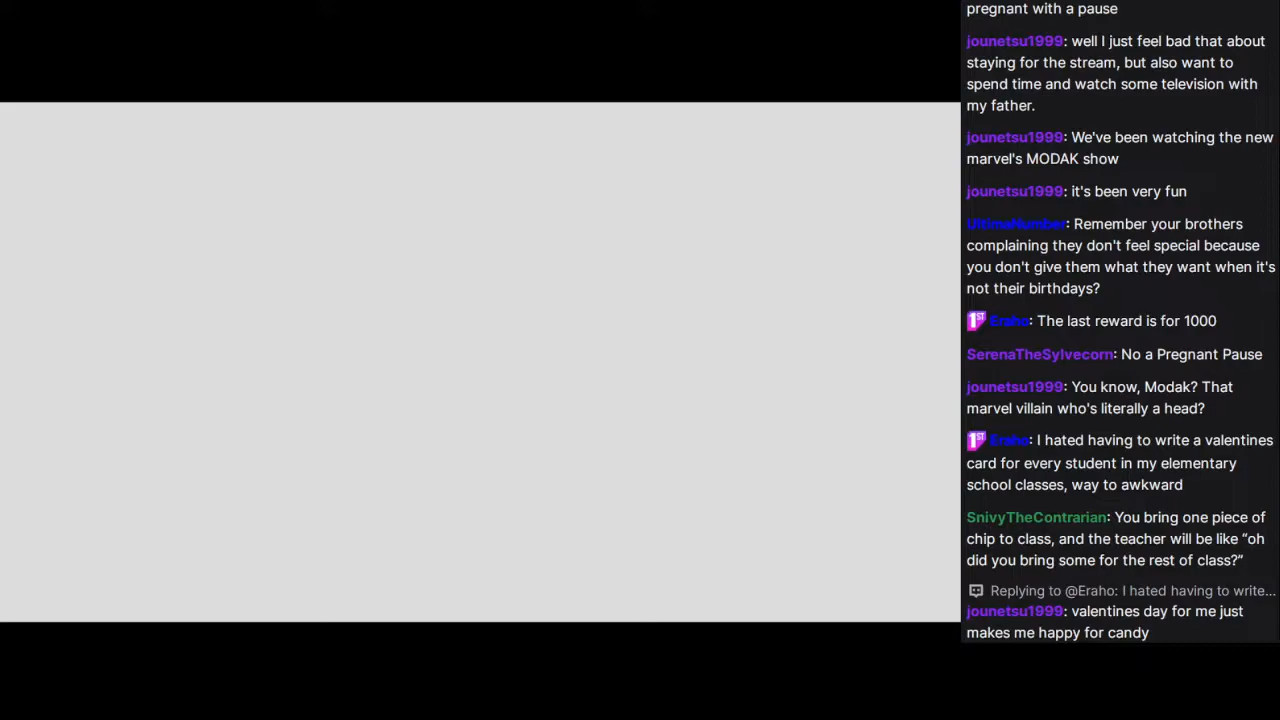 pregnant with a pause
jounetsu1999: well I just feel bad that about
staying for the stream, but also want to
spend time and watch some television with
my father.
jounetsu1999: We've been watching the new
marvel's MODAK show
jounetsu1999: it's been very fun
UltimaNumber: Remember your brothers
complaining they don't feel special because
you don't give them what they want when it's
not their birthdays?
1ST Eraho: The last reward is for 1000
SerenaTheSylvecorn: No a Pregnant Pause
jounetsu1999: You know, Modak? That
marvel villain who's literally a head?
1ST Eraho: I hated having to write a valentines
card for every student in my elementary
school classes, way to awkward
SnivyTheContrarian: You bring one piece of
chip to class, and the teacher will be like “oh
did you bring some for the rest of class?”
Replying to @Eraho: I hated having to write...
jounetsu1999: valentines day for me just
makes me happy for candy